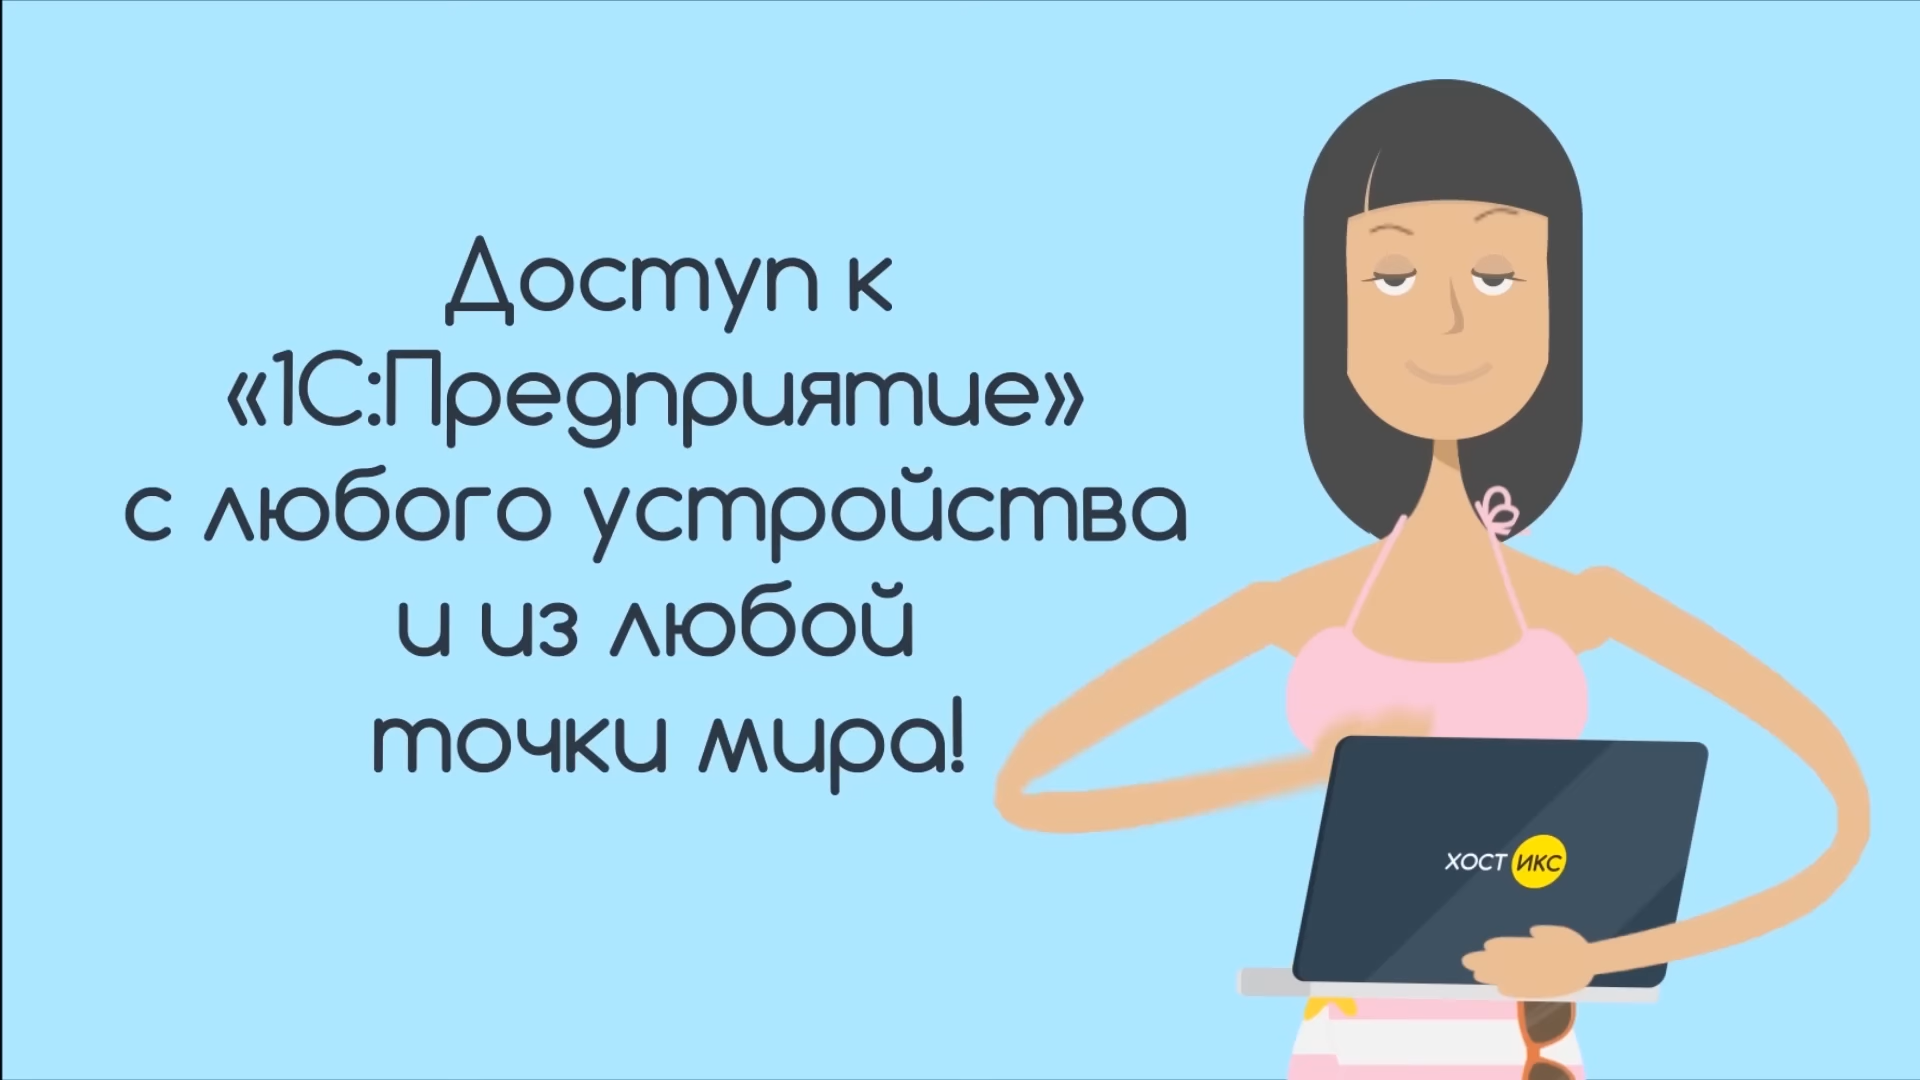 Доступ к
«1С:Предприятие»
с любого устройства
и из любой
точки мира!
ХОСТ ИКС